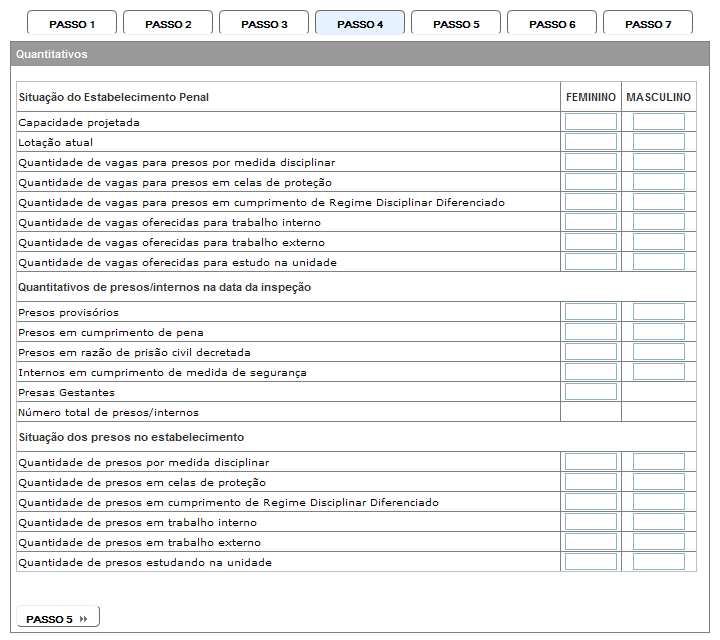 PASSO 1 PASSO 2 PASSO 3 PASSO 4 PASSO 5 PASSO 6 PASSO 7
Quantitativos
Situação do Estabelecimento Penal FEMININO MASCULINO
Capacidade projetada
Lotação atual
Quantidade de vagas para presos por medida disciplinar
Quantidade de vagas para presos em celas de proteção
Quantidade de vagas para presos em cumprimento de Regime Disciplinar Diferenciado
Quantidade de vagas oferecidas para trabalho interno
Quantidade de vagas oferecidas para trabalho externo
Quantidade de vagas oferecidas para estudo na unidade
Quantitativos de presos/internos na data da inspeção
Presos provisórios
Presos em cumprimento de pena
Presos em razão de prisão civil decretada
Internos em cumprimento de medida de segurança
Presas Gestantes
Número total de presos/internos
Situação dos presos no estabelecimento
Quantidade de presos por medida disciplinar
Quantidade de presos em celas de proteção
Quantidade de presos em cumprimento de Regime Disciplinar Diferenciado
Quantidade de presos em trabalho interno
Quantidade de presos em trabalho externo
Quantidade de presos estudando na unidade
PASSO 5 »